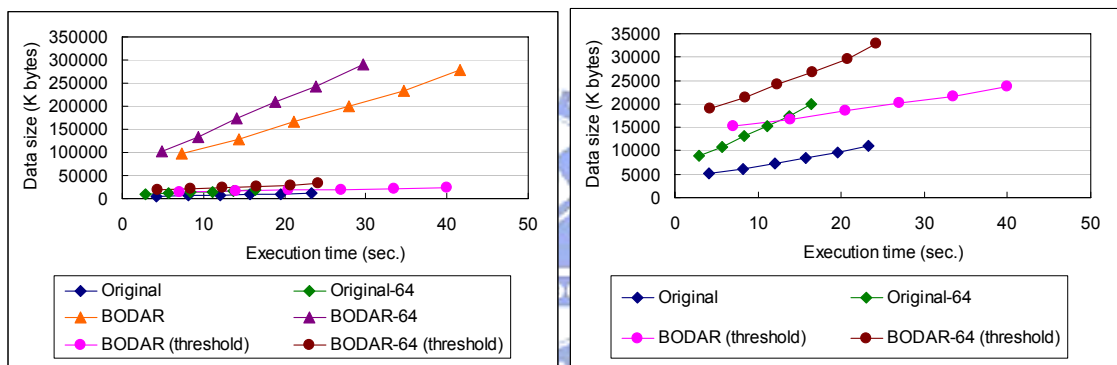 Data size (K bytes)
350000
300000
250000
200000
150000
100000
50000
0
0 10 20 30 40 50
Execution time (sec.)
Original Original-64
BODAR BODAR-64
BODAR (threshold) BODAR-64 (threshold)
Data size (K bytes)
35000
30000
25000
20000
15000
10000
5000
0
0 10 20 30 40 50
Execution time (sec.)
Original Original-64
BODAR (threshold) BODAR-64 (threshold)